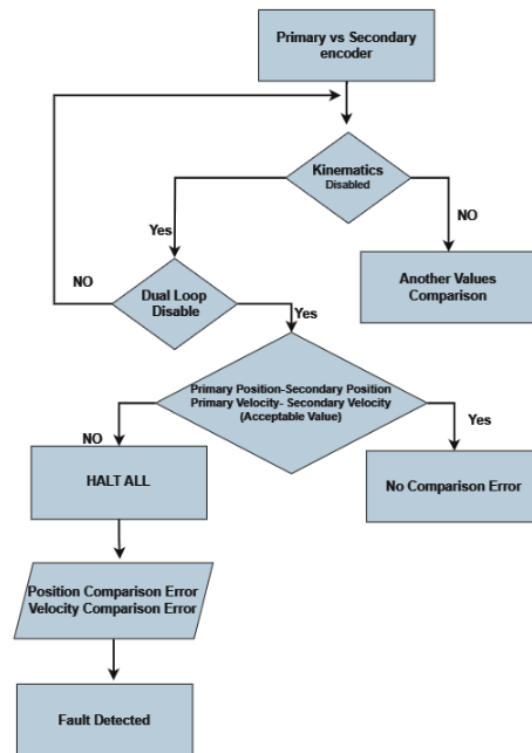 Primary vs Secondary
encoder
Kinematics
Disabled
NO
Yes
Another Values
Comparison
NO
Dual Loop
Disable
Yes
Primary Position-Secondary Position
Primary Velocity- Secondary Velocity
(Acceptable Value)
Yes
NO
HALT ALL
No Comparison Error
Position Comparison Error
Velocity Comparison Error
Fault Detected